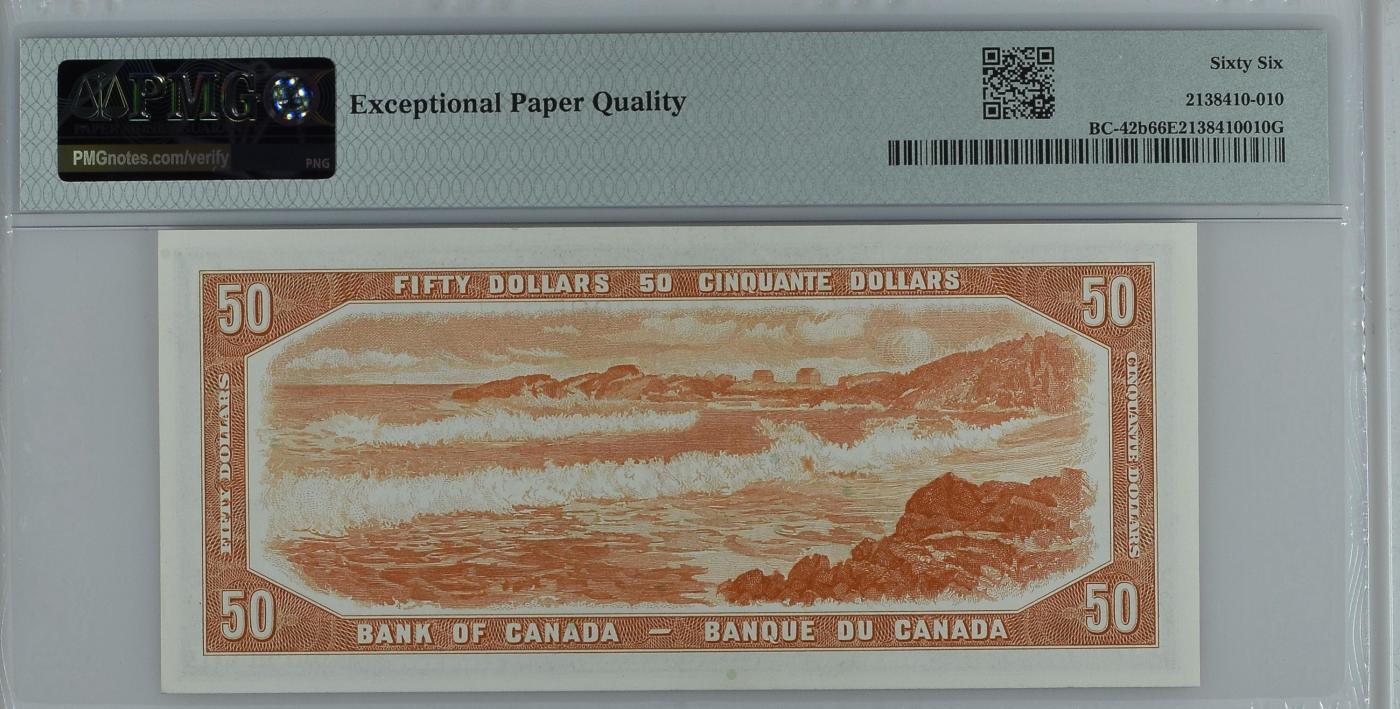 PMG
PMGnotes.com/verify
PNG
Exceptional Paper Quality
Sixty Six
2138410-010
BC-42b66E2138410010G
50 FIFTY DOLLARS 50 CINQUANTE DOLLARS 50
FIFTY DOLLARS
CINQUANTE DOLLARS
50 BANK OF CANADA — BANQUE DU CANADA 50